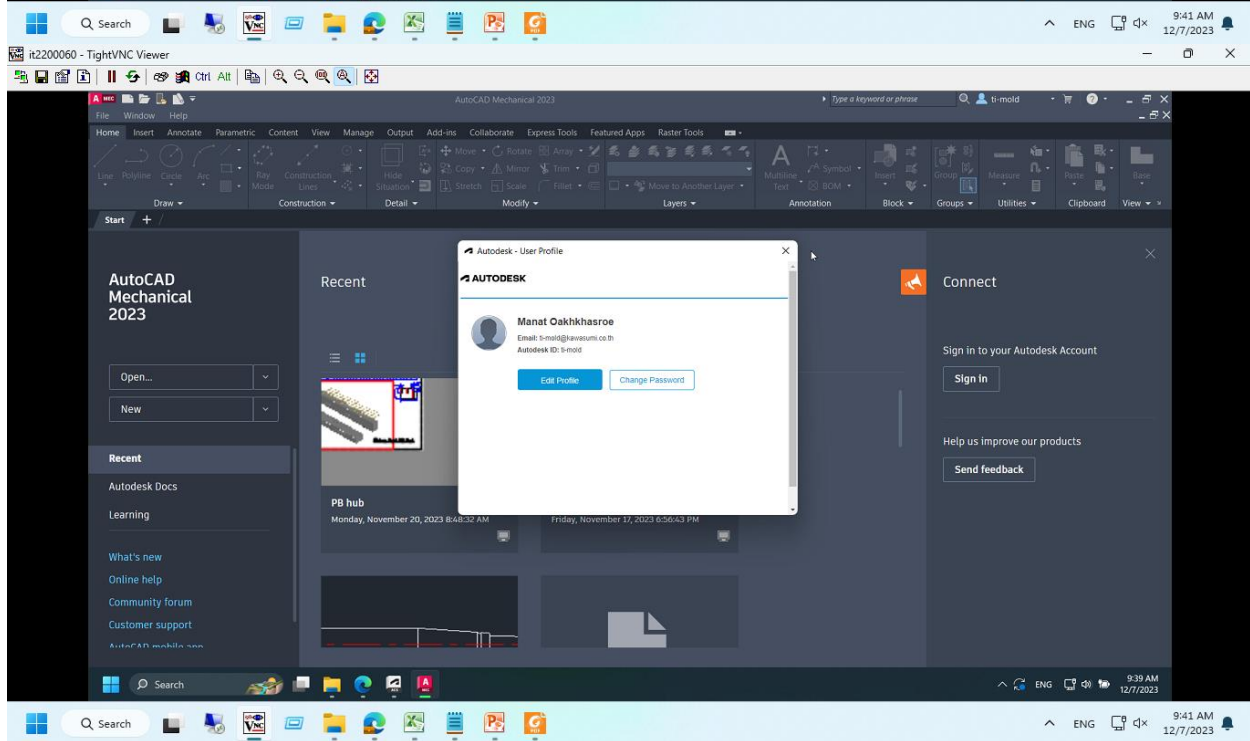 Search
ENG
9:41 AM
12/7/2023
it2200060 - TightVNC Viewer
Ctrl Alt
AutoCAD Mechanical 2023
Type a keyword or phrase
ti-mold
File Window Help
Home Insert Annotate Parametric Content View Manage Output Add-ins Collaborate Express Tools Featured Apps Raster Tools
Move Rotate Array
Copy Mirror Trim
Stretch Scale Fillet
Move to Another Layer
Symbol
BOM
Line Polyline Circle Arc
Mode
Ray Construction Lines
Hide Situation
Multiline Text
Insert
Group
Measure
Paste
Base
Draw Construction Detail Modify Layers Annotation Block Groups Utilities Clipboard View
Start
Autodesk - User Profile
AUTODESK
Manat Oakhkhasroe
Email: ti-mold@kawasumi.co.th
Autodesk ID: ti-mold
Edit Profile Change Password
AutoCAD
Mechanical
2023
Open...
New
Recent
Autodesk Docs
Learning
What's new
Online help
Community forum
Customer support
AutoCAD mobile app
Recent
PB hub
Monday, November 20, 2023 8:48:32 AM
Friday, November 17, 2023 6:56:43 PM
Connect
Sign in to your Autodesk Account
Sign in
Help us improve our products
Send feedback
Search
ENG
9:39 AM
12/7/2023
Search
ENG
9:41 AM
12/7/2023